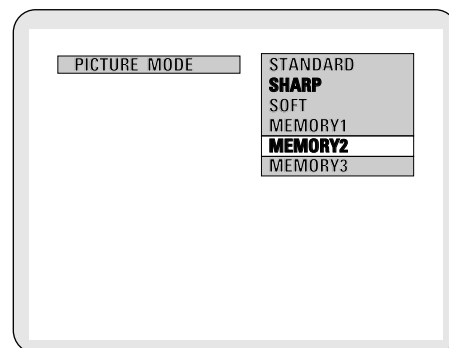 PICTURE MODE
STANDARD
SHARP
SOFT
MEMORY1
MEMORY2
MEMORY3